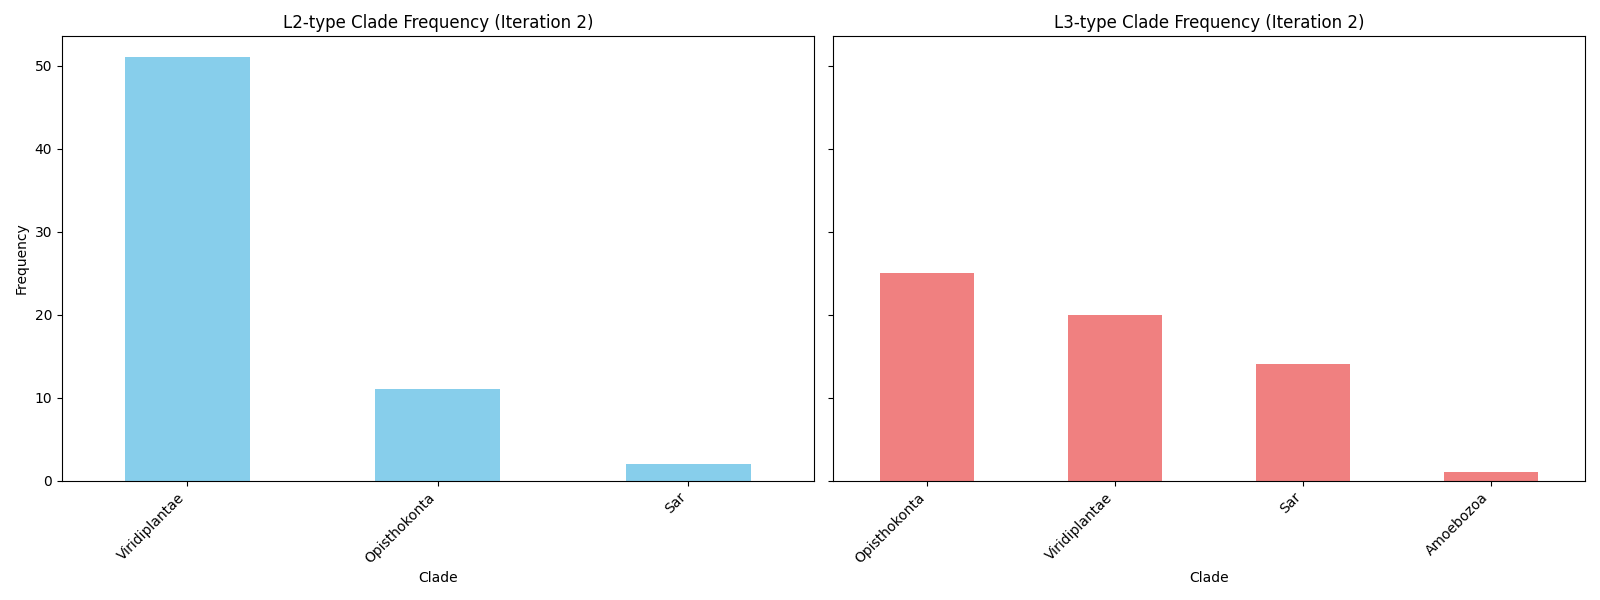 L2-type Clade Frequency (Iteration 2)
Frequency
50
40
30
20
10
0
Viridiplantae
Opisthokonta
Sar
Clade
L3-type Clade Frequency (Iteration 2)
Opisthokonta
Viridiplantae
Sar
Amoebozoa
Clade